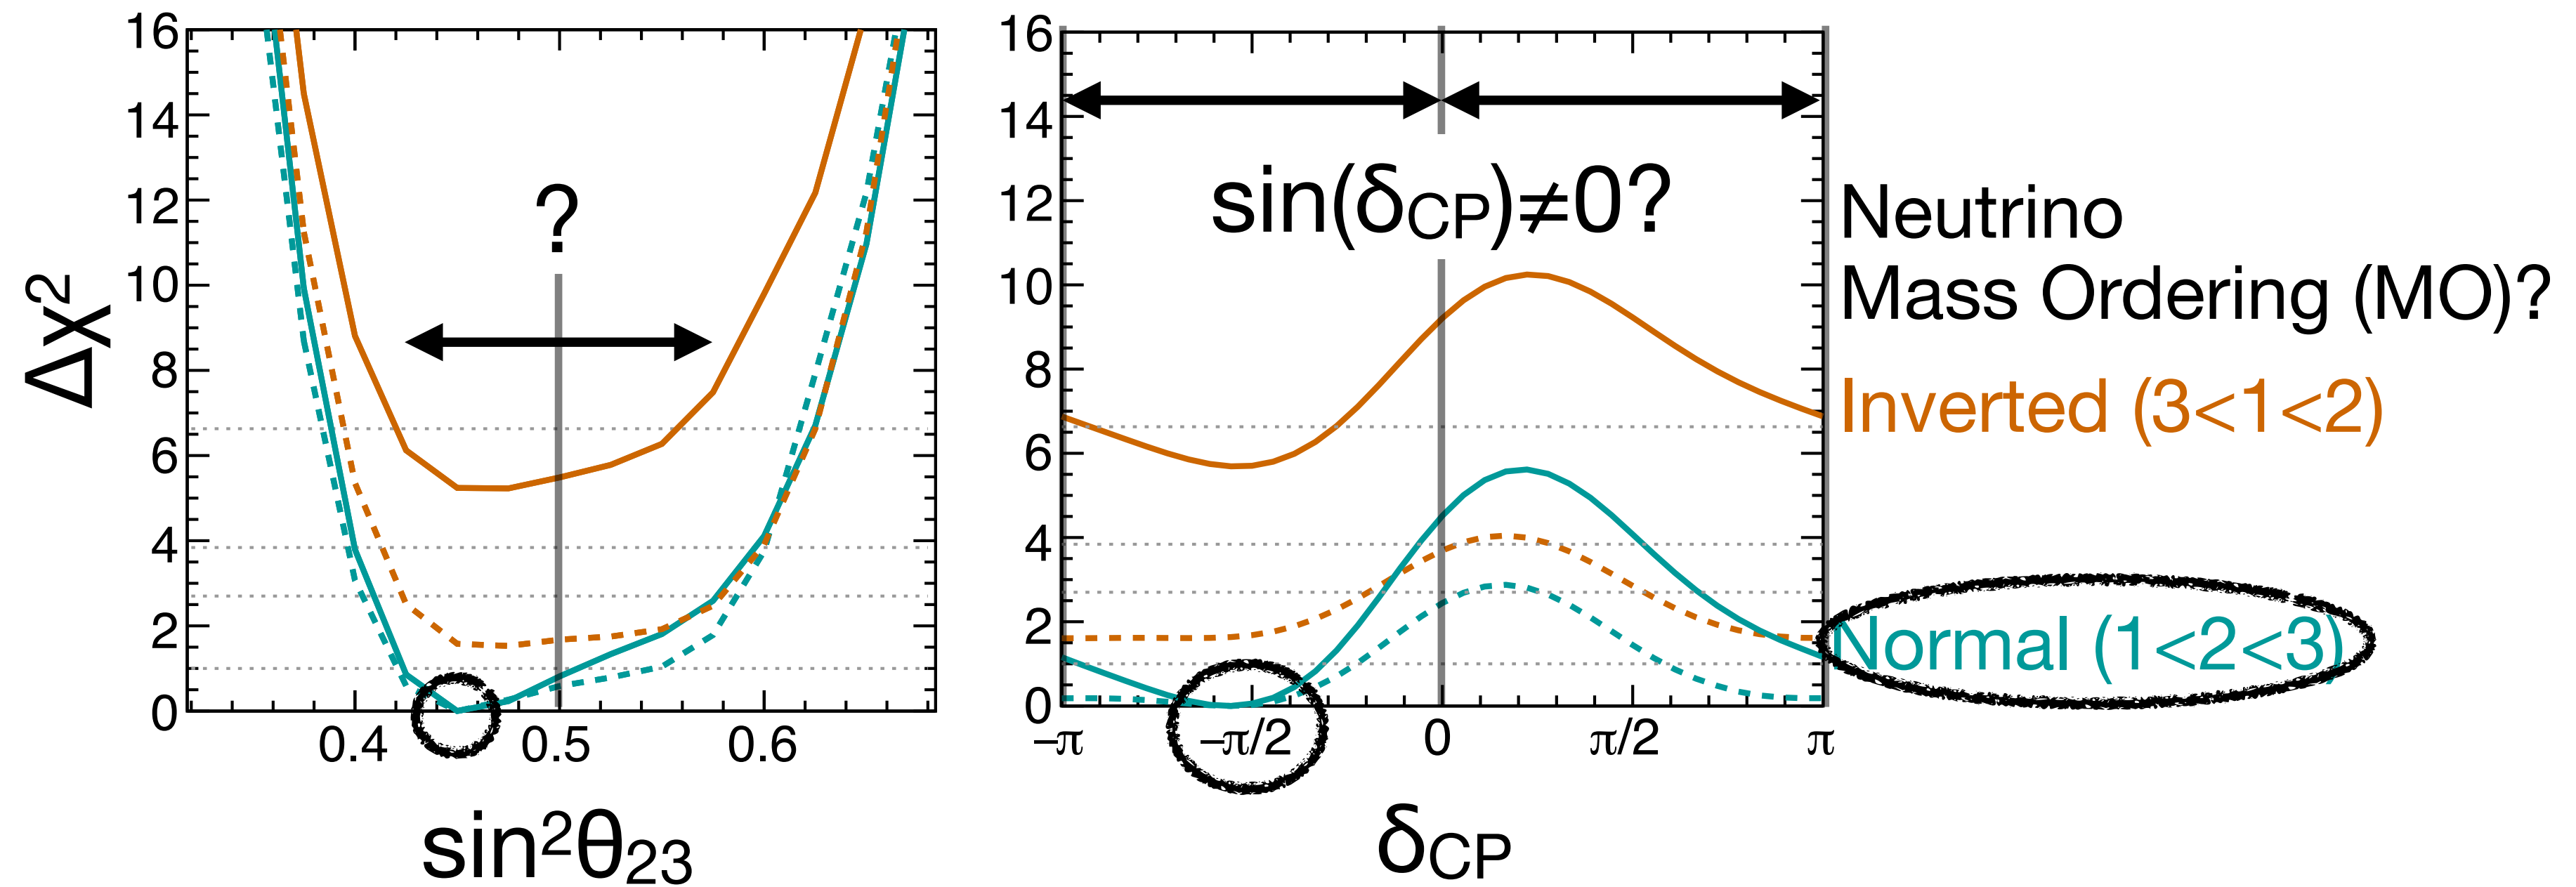 Δχ²
16
14
12
10
8
6
4
2
0
?
0.4 0.5 0.6
sin²θ₂₃
16
14
12
10
8
6
4
2
0
sin(δCP)≠0?
−π −π/2 0 π/2 π
δCP
Neutrino
Mass Ordering (MO)?
Inverted (3<1<2)
Normal (1<2<3)